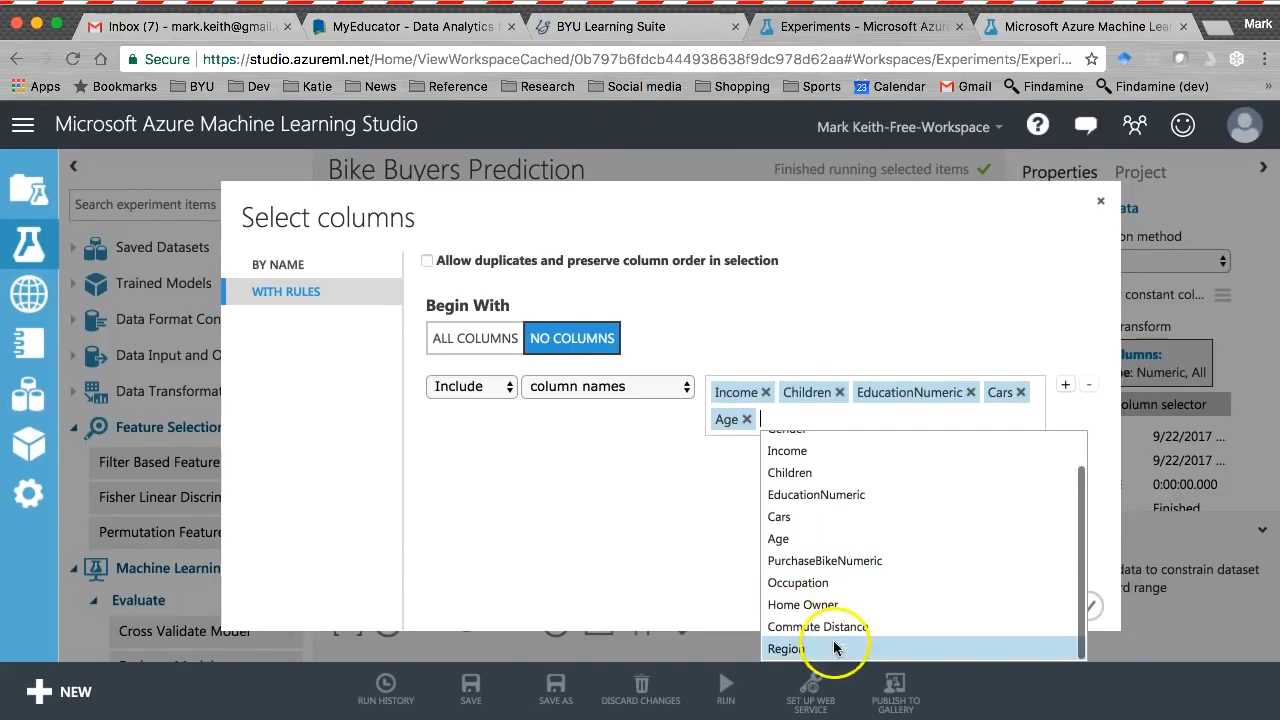 Inbox (7) - mark.keith@gmail.
MyEducator - Data Analytics
BYU Learning Suite
Experiments - Microsoft Azure
Microsoft Azure Machine Lea
Mark
Secure
https://studio.azureml.net/Home/ViewWorkspaceCached/0b797b6fdcb444938638f9dc978d62aa#Workspaces/Experiments/Experi...
Apps
Bookmarks
BYU
Dev
Katie
News
Reference
Research
Social media
Shopping
Sports
Calendar
Gmail
Findamine
Findamine (dev)
Microsoft Azure Machine Learning Studio
Mark Keith-Free-Workspace
Bike Buyers Prediction
Finished running selected items
Properties
Project
Search experiment items
Saved Datasets
Trained Models
Data Format Con
Data Input and O
Data Transforma
Feature Selection
Filter Based Feature
Fisher Linear Discrim
Permutation Feature
Machine Learning
Evaluate
Cross Validate Model
Select columns
BY NAME
WITH RULES
Allow duplicates and preserve column order in selection
Begin With
ALL COLUMNS
NO COLUMNS
Include
column names
Income
Children
EducationNumeric
Cars
Age
+
-
Gender
Income
Children
EducationNumeric
Cars
Age
PurchaseBikeNumeric
Occupation
Home Owner
Commute Distance
Region
ata
on method
constant col...
transform
olumns:
pe: Numeric, All
olumn selector
9/22/2017 ...
9/22/2017 ...
0:00:00.000
Finished
data to constrain dataset
rd range
NEW
RUN HISTORY
SAVE
SAVE AS
DISCARD CHANGES
RUN
SET UP WEB
SERVICE
PUBLISH TO
GALLERY